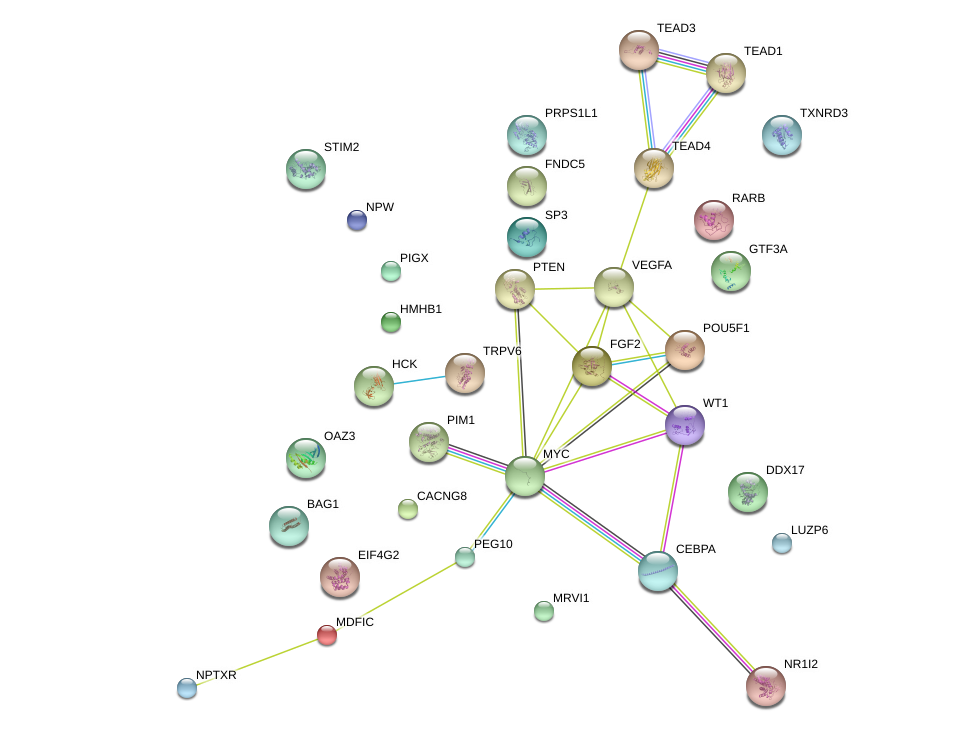 TEAD3
TEAD1
PRPS1L1
TXNRD3
TEAD4
STIM2
FNDC5
RARB
NPW
SP3
GTF3A
PIGX
PTEN
VEGFA
HMHB1
POU5F1
FGF2
TRPV6
HCK
WT1
PIM1
OAZ3
MYC
DDX17
CACNG8
BAG1
LUZP6
PEG10
CEBPA
EIF4G2
MRVI1
MDFIC
NR1I2
NPTXR